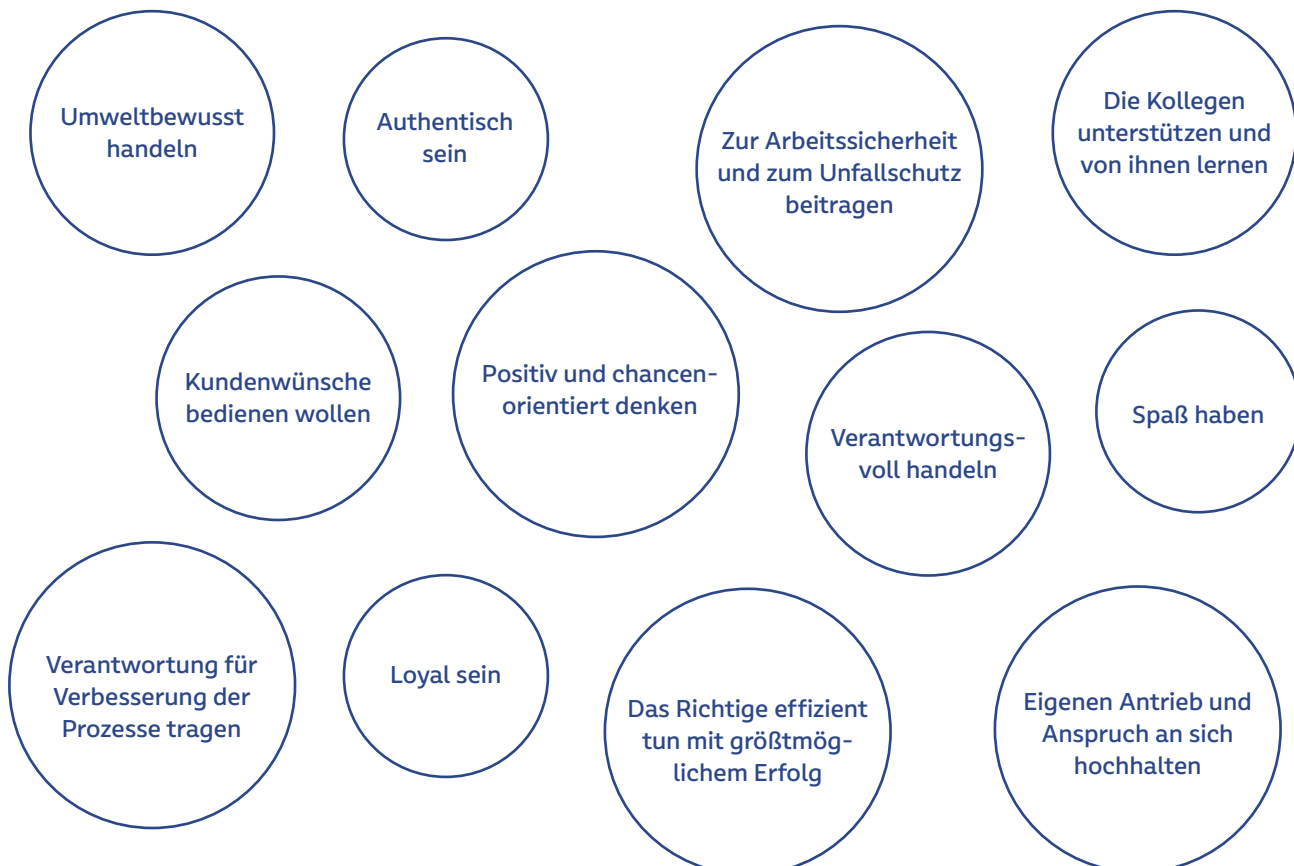 Umweltbewusst
handeln
Authentisch
sein
Zur Arbeitssicherheit
und zum Unfallschutz
beitragen
Die Kollegen
unterstützen und
von ihnen lernen
Kundenwünsche
bedienen wollen
Positiv und chancen-
orientiert denken
Verantwortungs-
voll handeln
Spaß haben
Verantwortung für
Verbesserung der
Prozesse tragen
Loyal sein
Das Richtige effizient
tun mit größtmög-
lichem Erfolg
Eigenen Antrieb und
Anspruch an sich
hochhalten